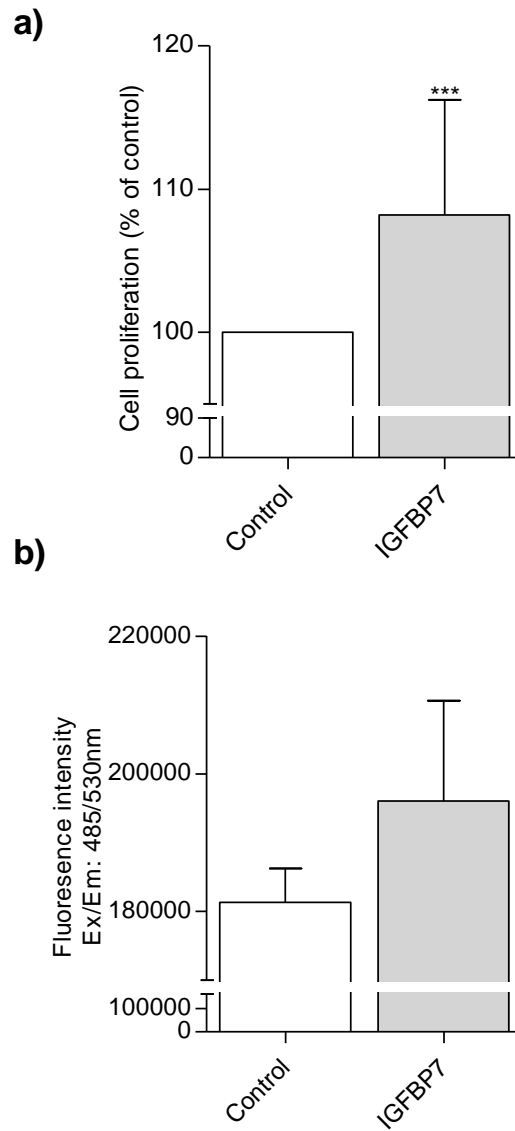 a)
Cell proliferation (% of control)
120
***
110
100
90
0
Control
IGFBP7
b)
Fluoresence intensity
Ex/Em: 485/530nm
220000
200000
180000
100000
0
Control
IGFBP7